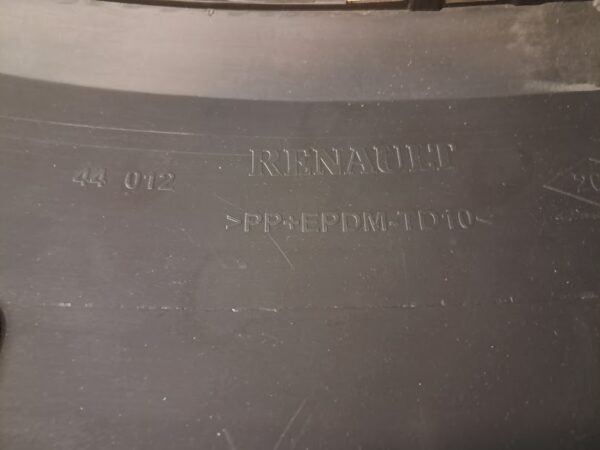 RENAULT
44 012
>PP+EPDM-TD10<